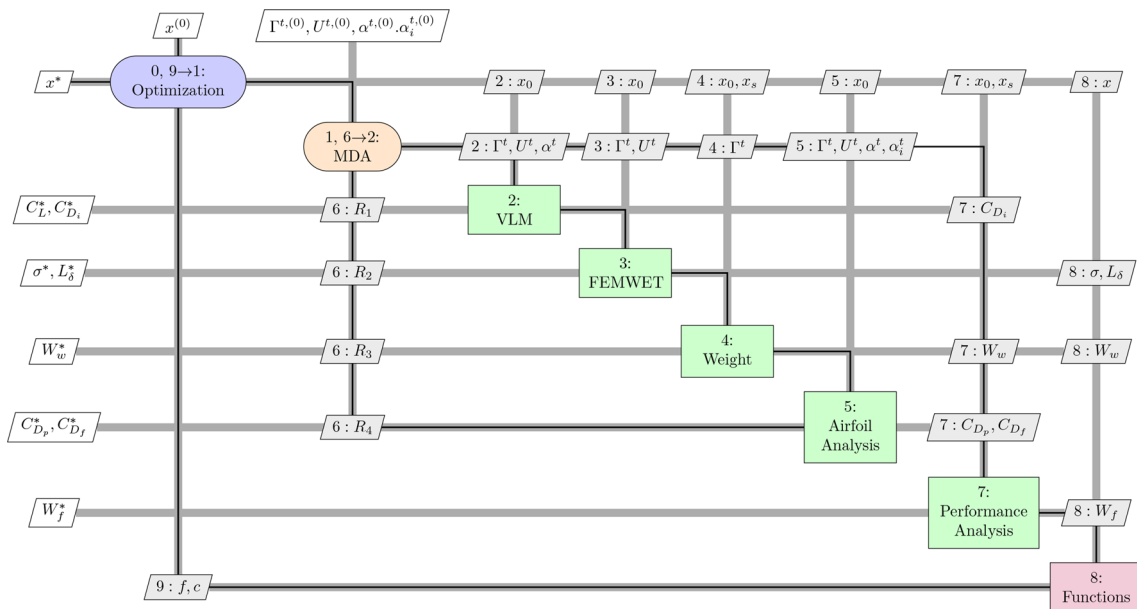 x^{(0)}
Γ^{t,(0)}, U^{t,(0)}, α^{t,(0)}.α_i^{t,(0)}
x^*
0, 9→1:
Optimization
2 : x_0
3 : x_0
4 : x_0, x_s
5 : x_0
7 : x_0, x_s
8 : x
1, 6→2:
MDA
2 : Γ^t, U^t, α^t
3 : Γ^t, U^t
4 : Γ^t
5 : Γ^t, U^t, α^t, α_i^t
C_L^*, C_{D_i}^*
6 : R_1
2:
VLM
7 : C_{D_i}
σ^*, L_δ^*
6 : R_2
3:
FEMWET
8 : σ, L_δ
W_w^*
6 : R_3
4:
Weight
7 : W_w
8 : W_w
C_{D_p}^*, C_{D_f}^*
6 : R_4
5:
Airfoil
Analysis
7 : C_{D_p}, C_{D_f}
W_f^*
7:
Performance
Analysis
8 : W_f
9 : f, c
8:
Functions